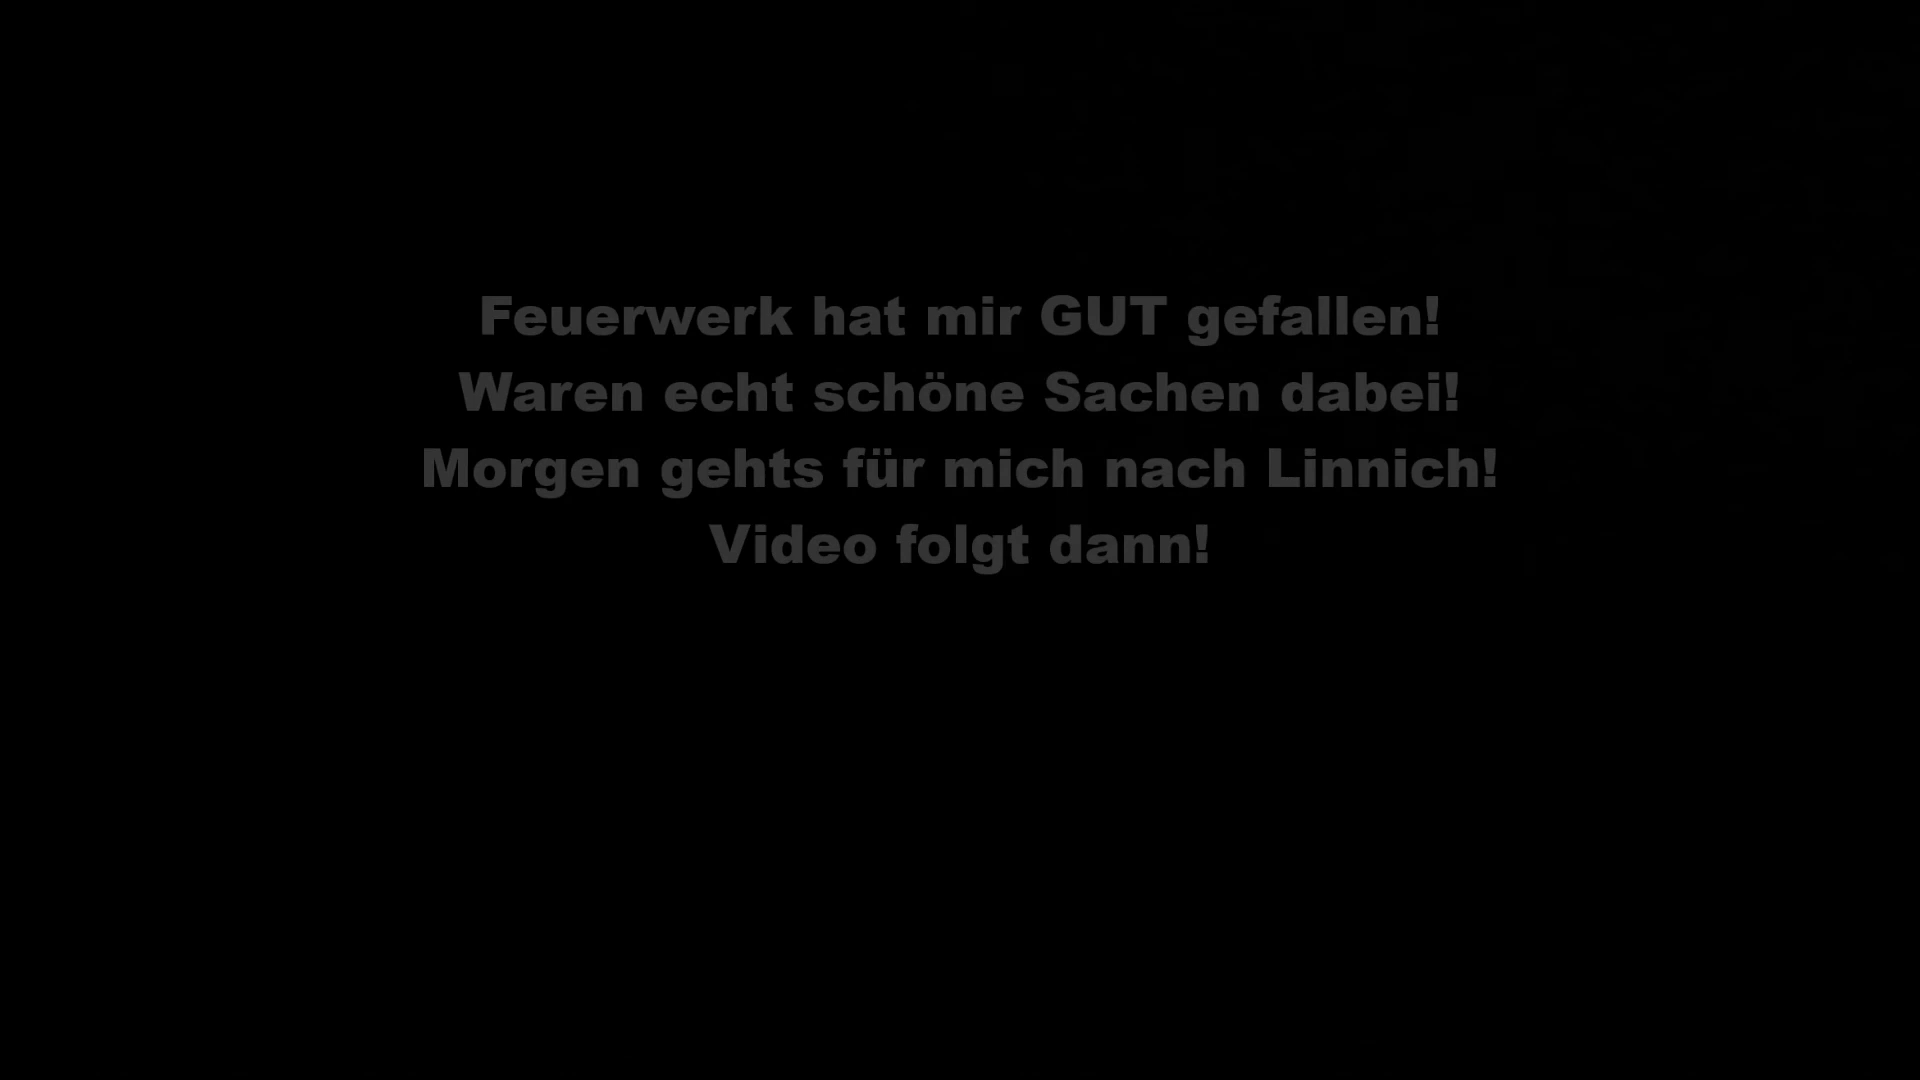 Feuerwerk hat mir GUT gefallen!
Waren echt schöne Sachen dabei!
Morgen gehts für mich nach Linnich!
Video folgt dann!